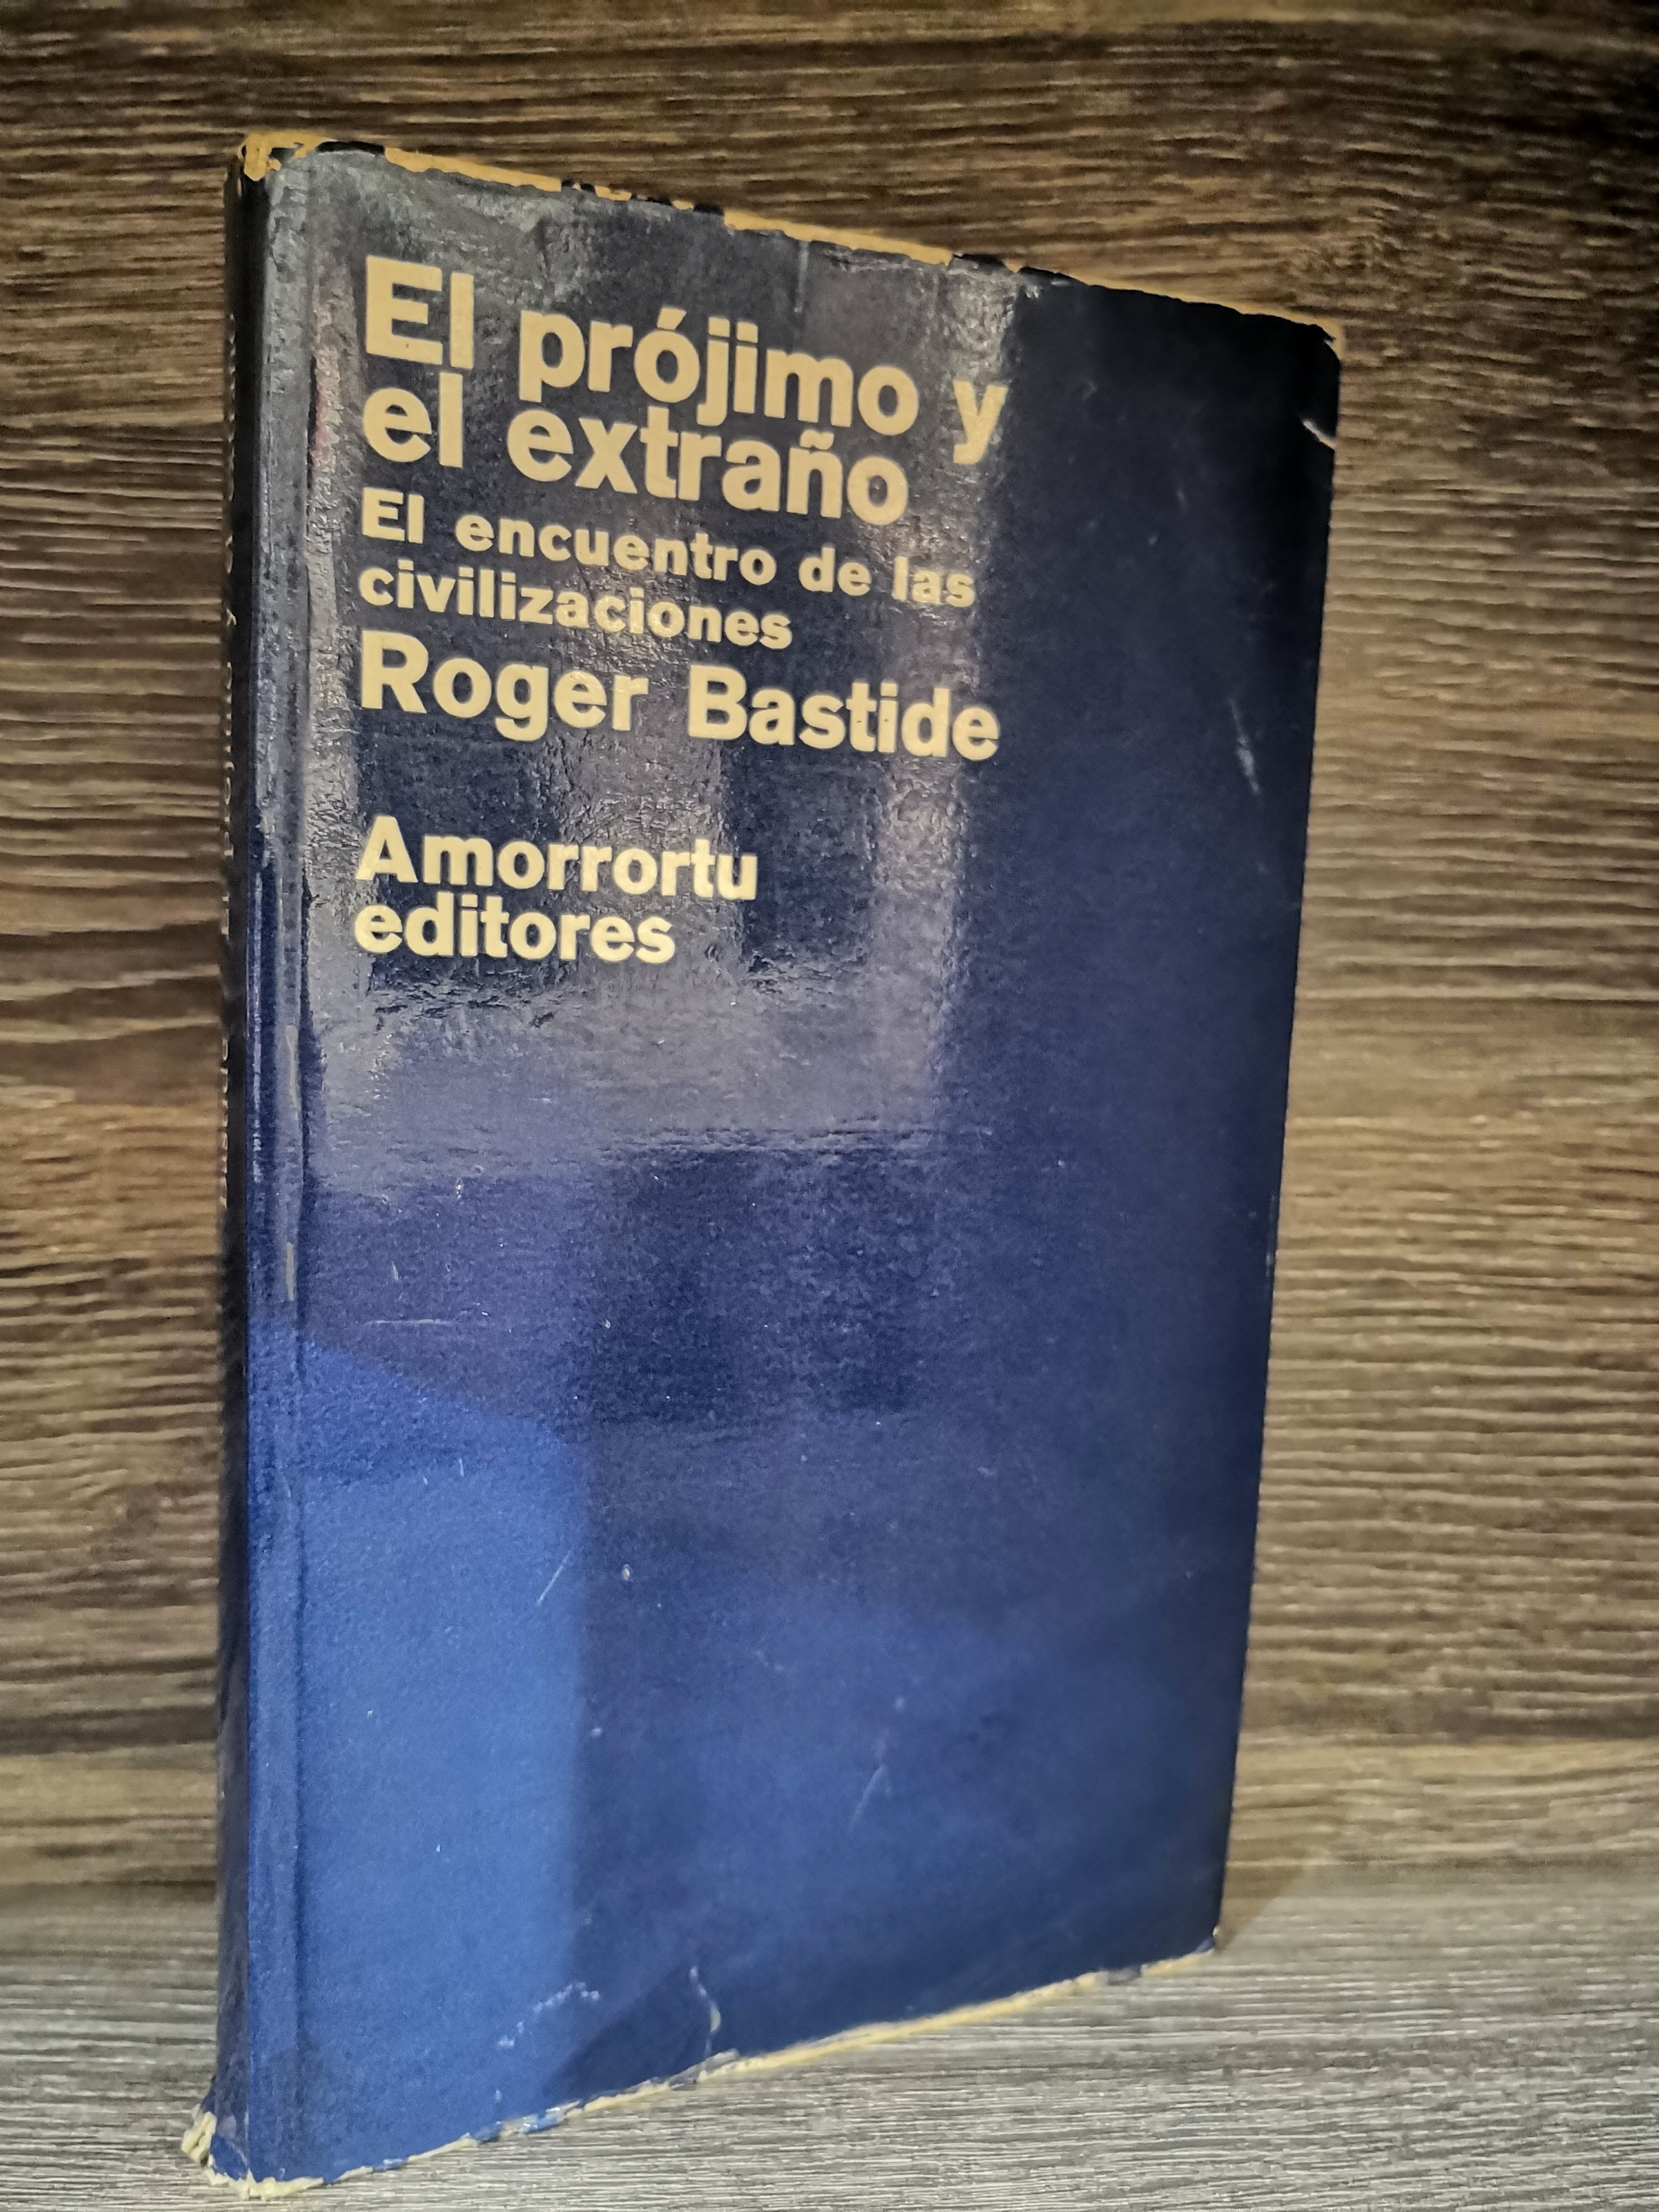 El prójimo y
el extraño
El encuentro de las
civilizaciones
Roger Bastide
Amorrortu
editores